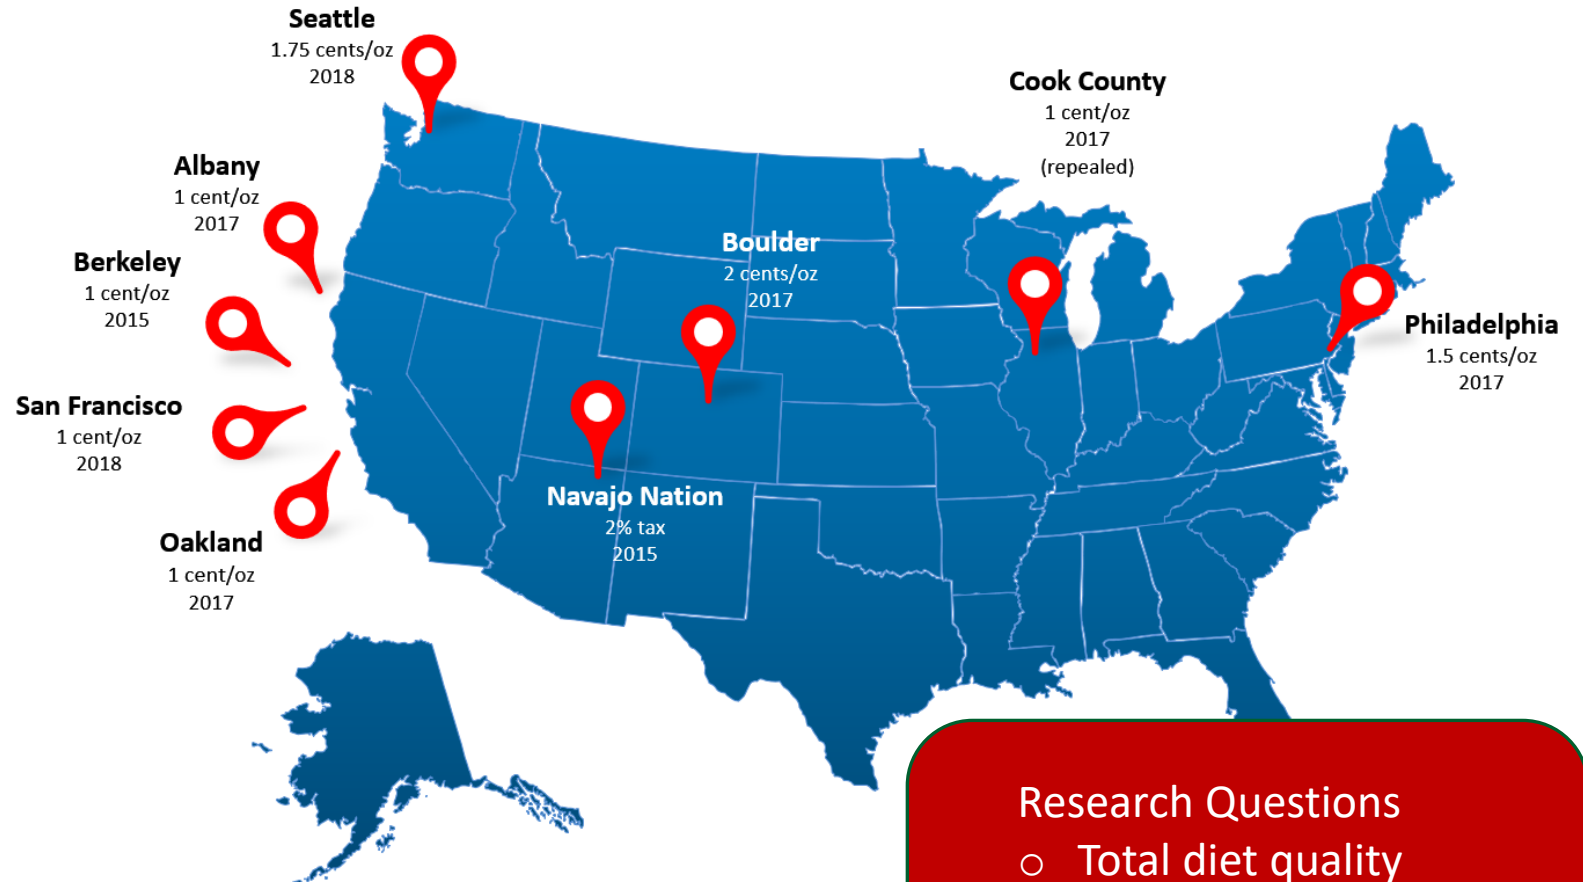 Seattle
1.75 cents/oz
2018
Cook County
1 cent/oz
2017
(repealed)
Albany
1 cent/oz
2017
Berkeley
1 cent/oz
2015
Boulder
2 cents/oz
2017
Philadelphia
1.5 cents/oz
2017
San Francisco
1 cent/oz
2018
Navajo Nation
2% tax
2015
Oakland
1 cent/oz
2017
Research Questions
○ Total diet quality